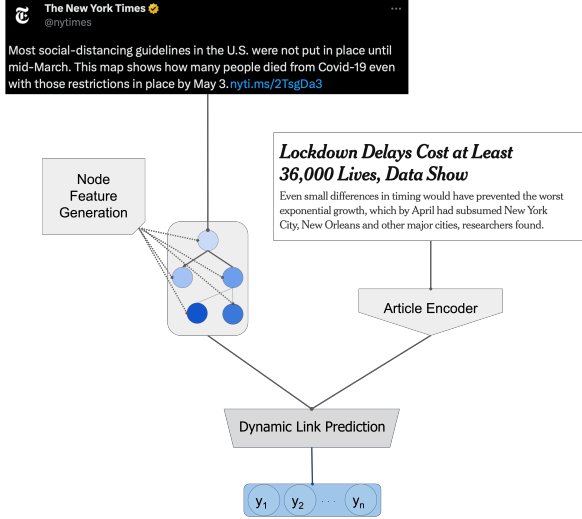 The New York Times
@nytimes
Most social-distancing guidelines in the U.S. were not put in place until
mid-March. This map shows how many people died from Covid-19 even
with those restrictions in place by May 3. nyti.ms/2TsgDa3
Lockdown Delays Cost at Least
36,000 Lives, Data Show
Even small differences in timing would have prevented the worst
exponential growth, which by April had subsumed New York
City, New Orleans and other major cities, researchers found.
Node
Feature
Generation
Article Encoder
Dynamic Link Prediction
y1 y2 ... yn